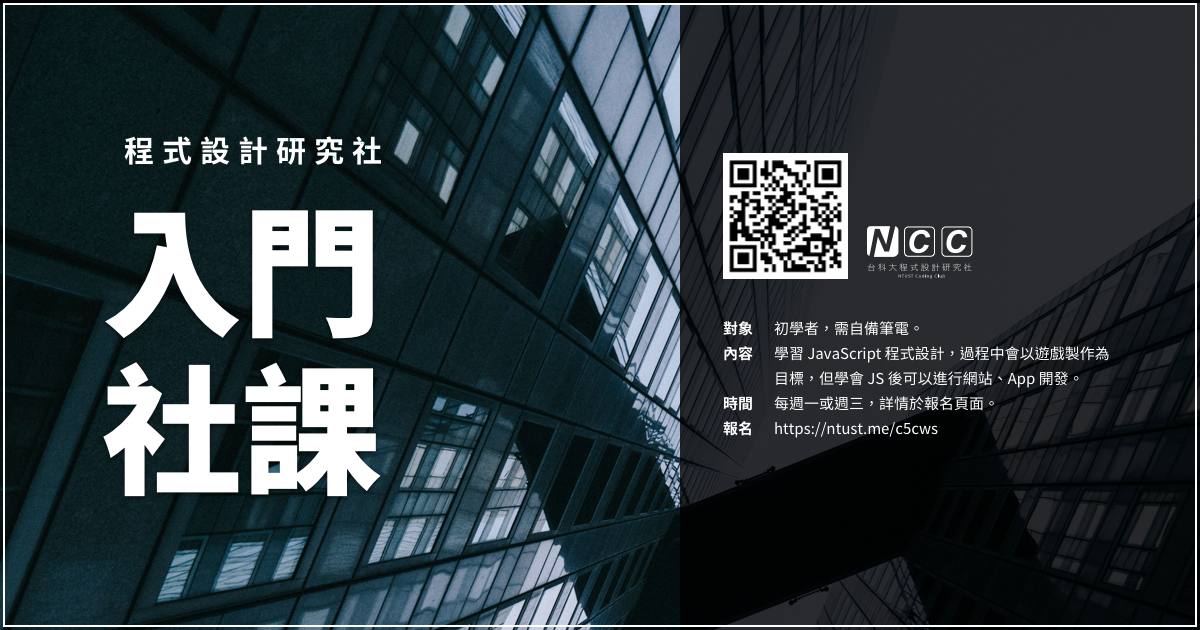 程式設計研究社
入門
社課
NCC
台科大程式設計研究社
NTUST Coding Club
對象 初學者，需自備筆電。
內容 學習 JavaScript 程式設計，過程中會以遊戲製作為
目標，但學會 JS 後可以進行網站、App 開發。
時間 每週一或週三，詳情於報名頁面。
報名 https://ntust.me/c5cws